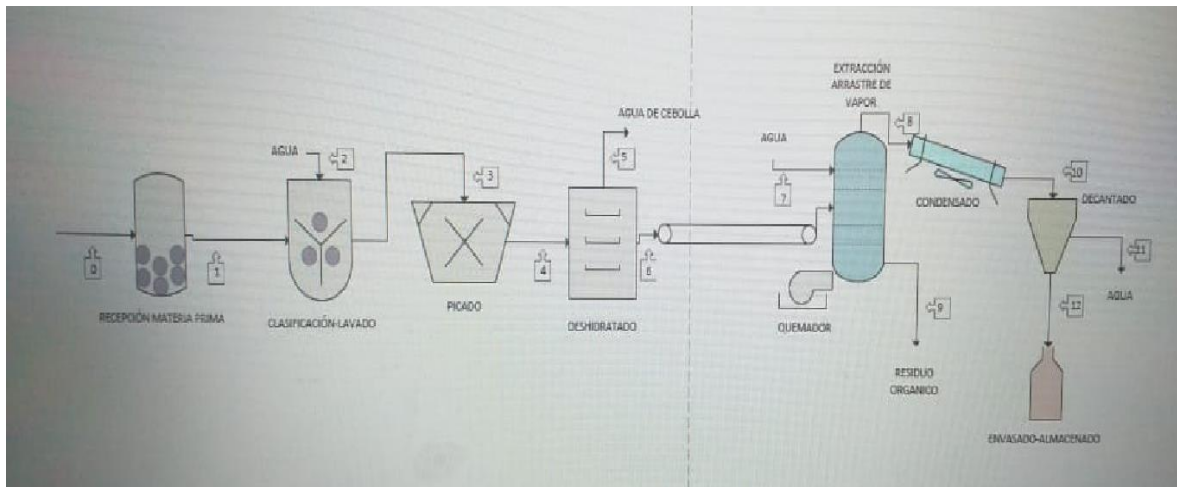 EXTRACCIÓN
ARRASTRE DE
VAPOR
AGUA DE CEBOLLA
AGUA
8
AGUA
2
5
3
7
10
CONDENSADO
DECANTADO
0
1
4
6
11
AGUA
PICADO
RECEPCIÓN MATERIA PRIMA
CLASIFICACIÓN-LAVADO
DESHIDRATADO
QUEMADOR
9
12
RESIDUO
ORGANICO
ENVASADO-ALMACENADO